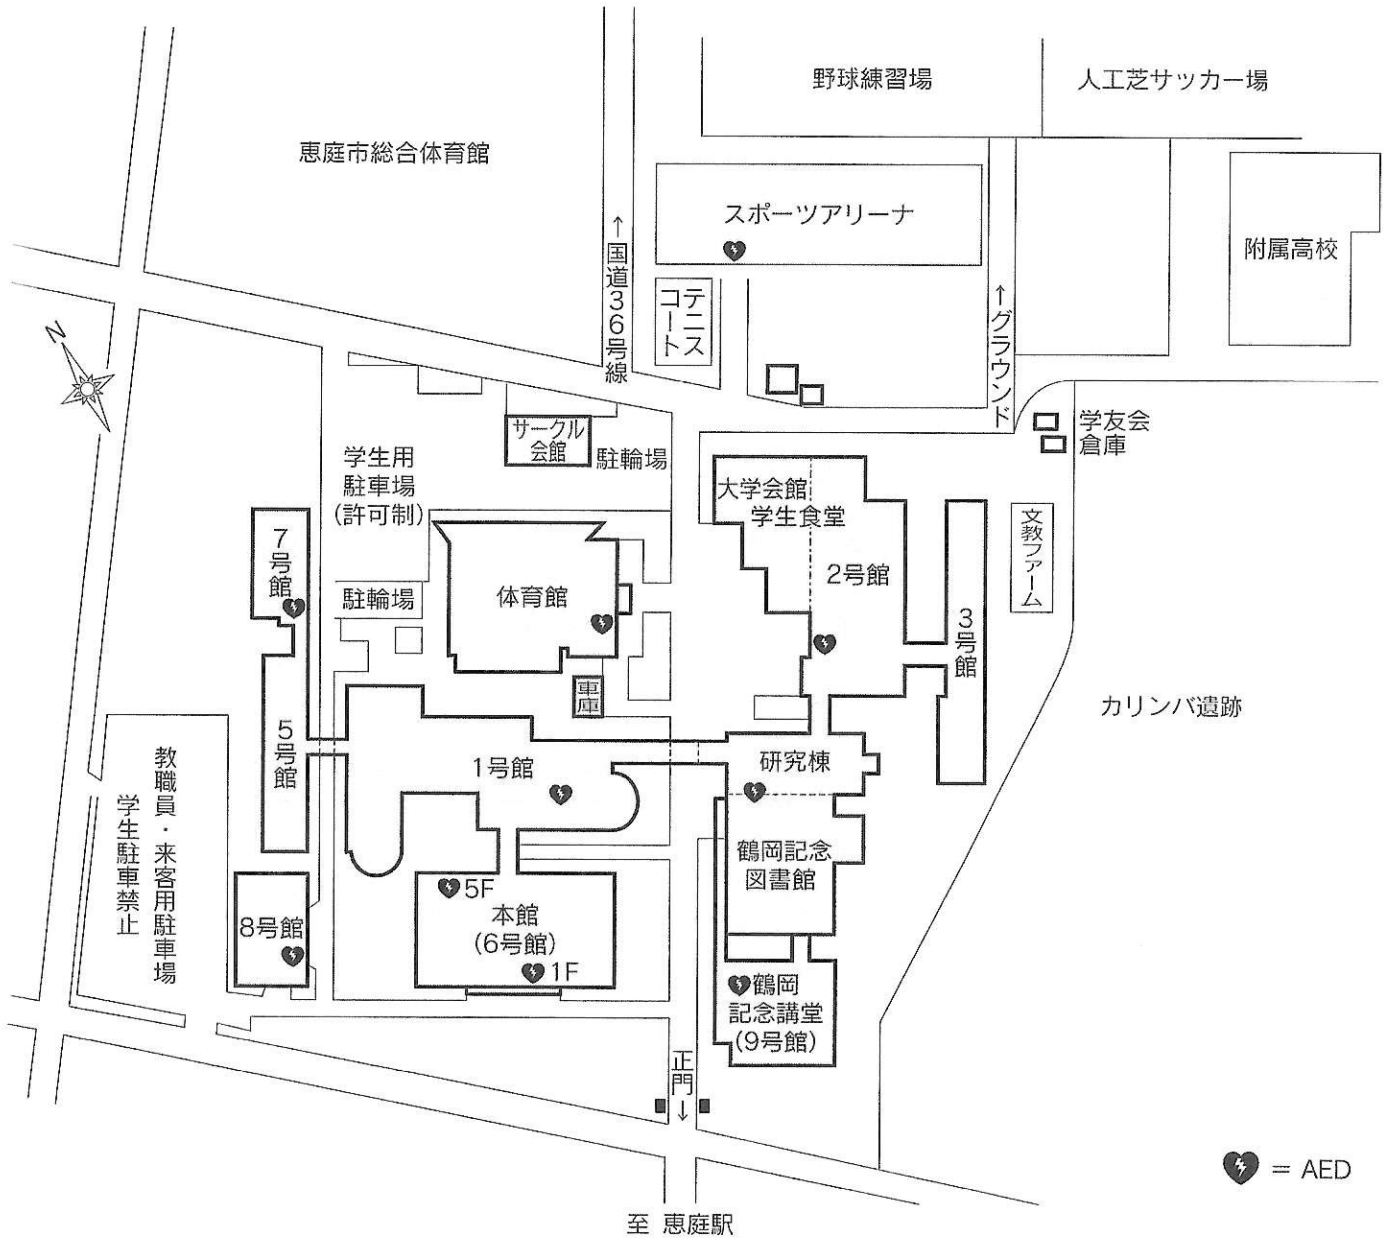 野球練習場
人工芝サッカー場
恵庭市総合体育館
スポーツアリーナ
附属高校
↑国道36号線
テニス
コート
↑グラウンド
N
サークル
会館
駐輪場
学友会
倉庫
学生用
駐車場
(許可制)
大学会館
学生食堂
文教ファーム
7号館
体育館
2号館
駐輪場
3号館
車庫
カリンバ遺跡
5号館
1号館
研究棟
教職員・来客用駐車場
学生駐車禁止
鶴岡記念
図書館
5F
本館
(6号館)
1F
8号館
鶴岡
記念講堂
(9号館)
正門↓
= AED
至 恵庭駅